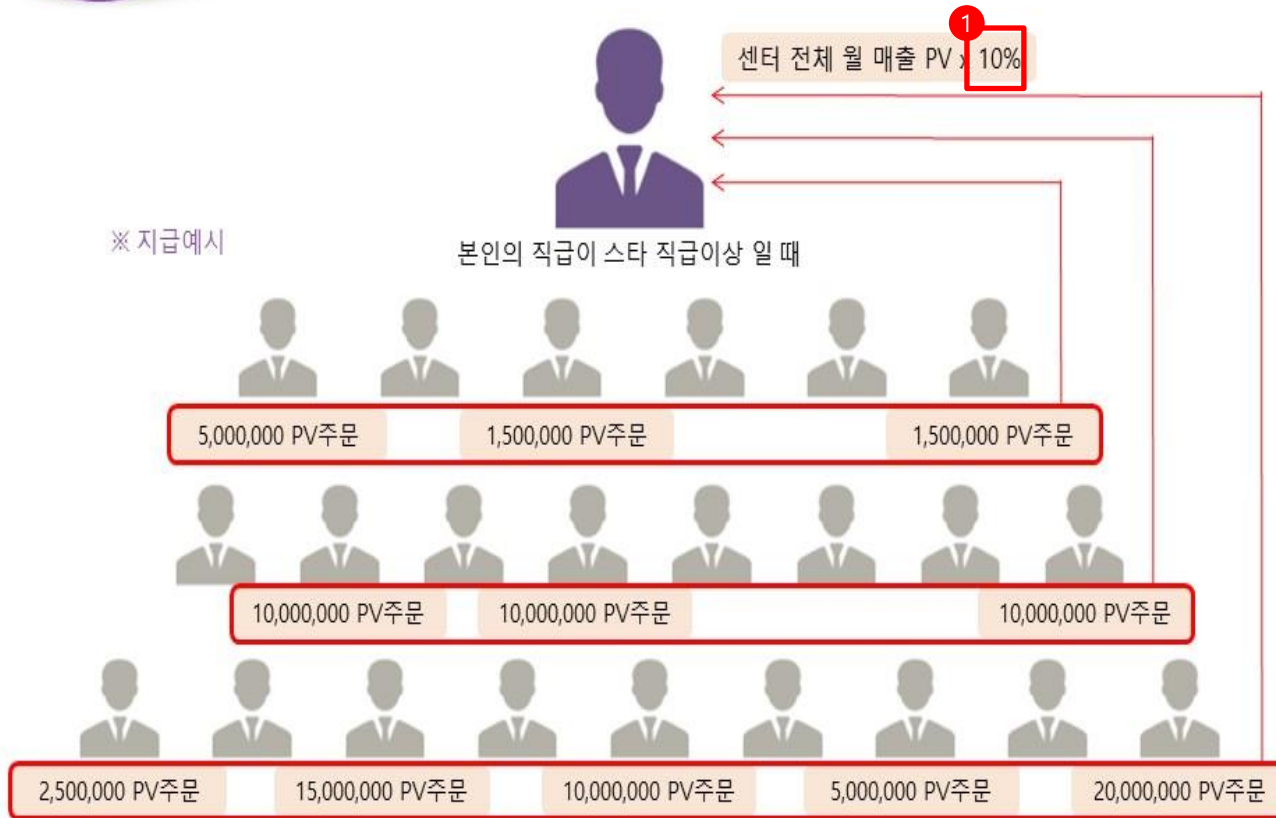 1
센터 전체 월 매출 PV x 10%
※ 지급예시
본인의 직급이 스타 직급이상 일 때
5,000,000 PV주문 1,500,000 PV주문 1,500,000 PV주문
10,000,000 PV주문 10,000,000 PV주문 10,000,000 PV주문
2,500,000 PV주문 15,000,000 PV주문 10,000,000 PV주문 5,000,000 PV주문 20,000,000 PV주문